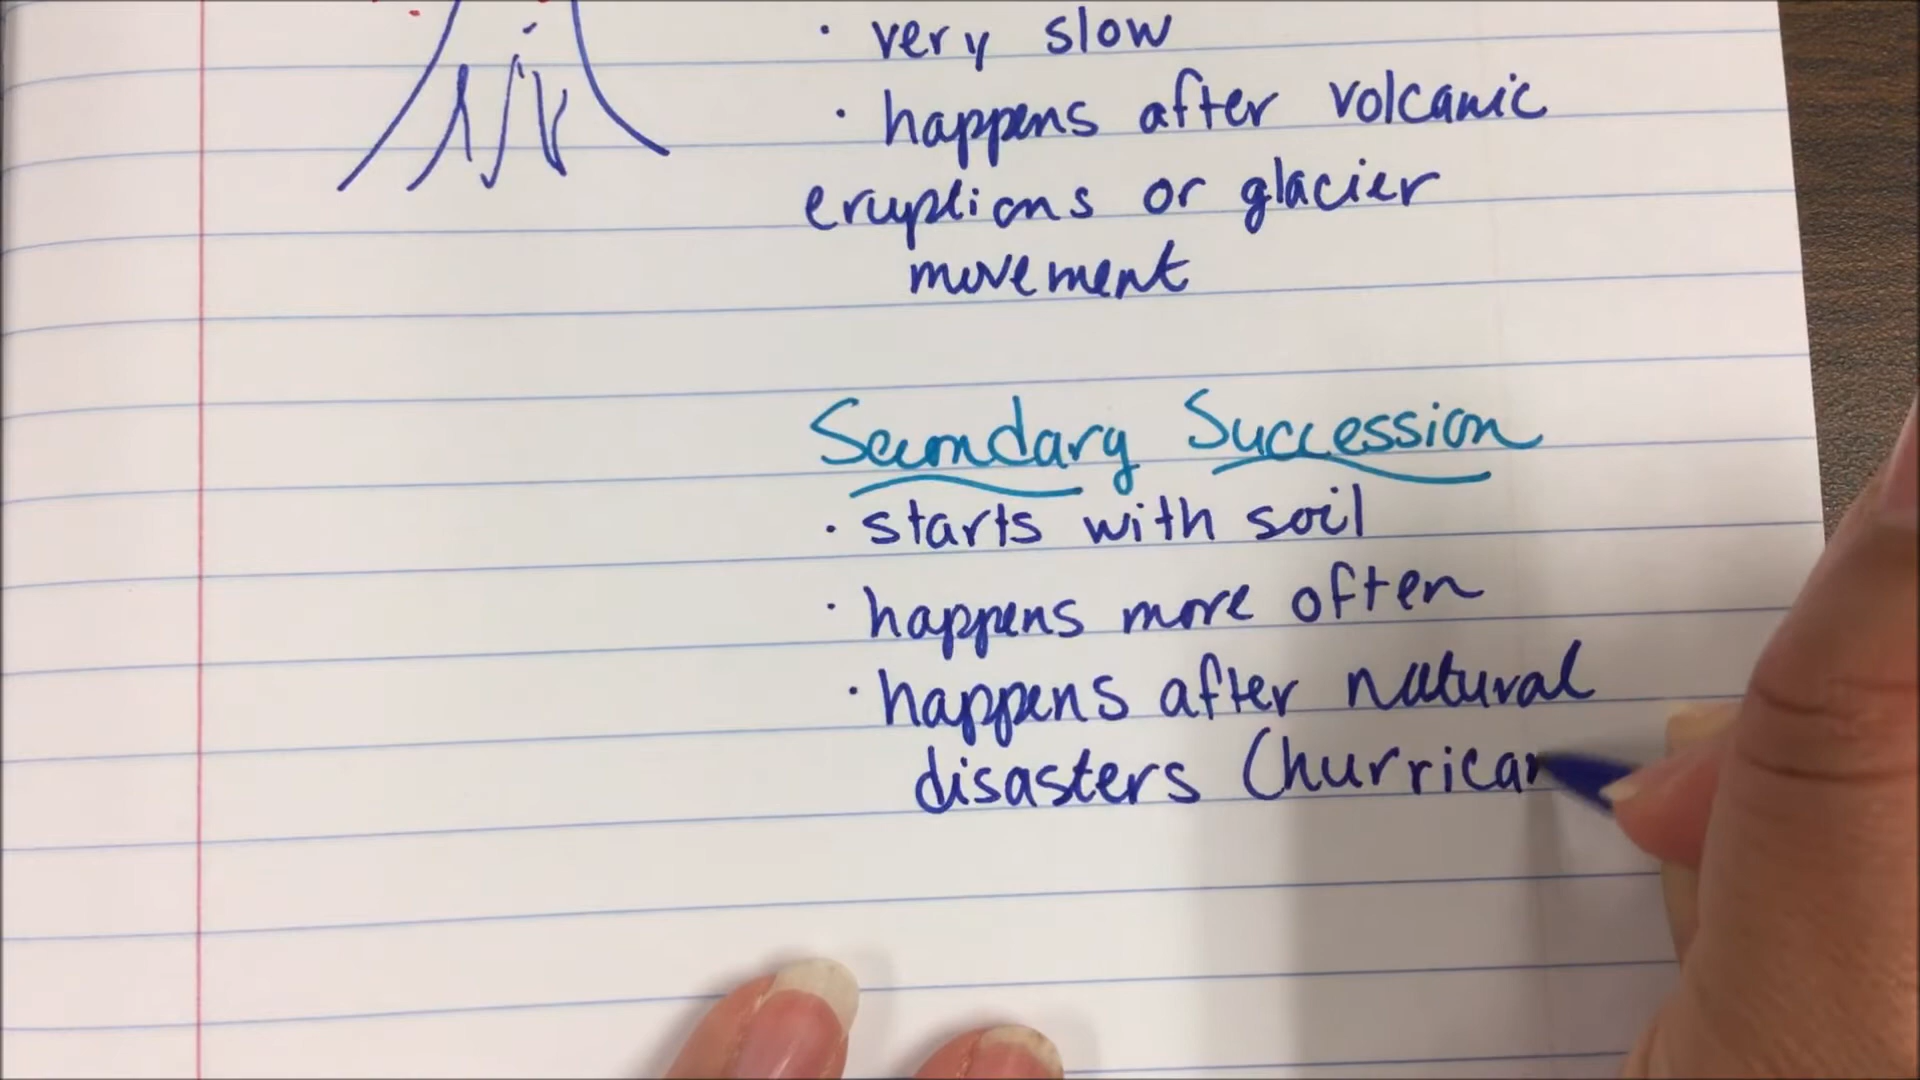 · very slow
· happens after volcanic
eruptions or glacier
movement
Secondary Succession
· starts with soil
· happens more often
· happens after natural
disasters (hurrican